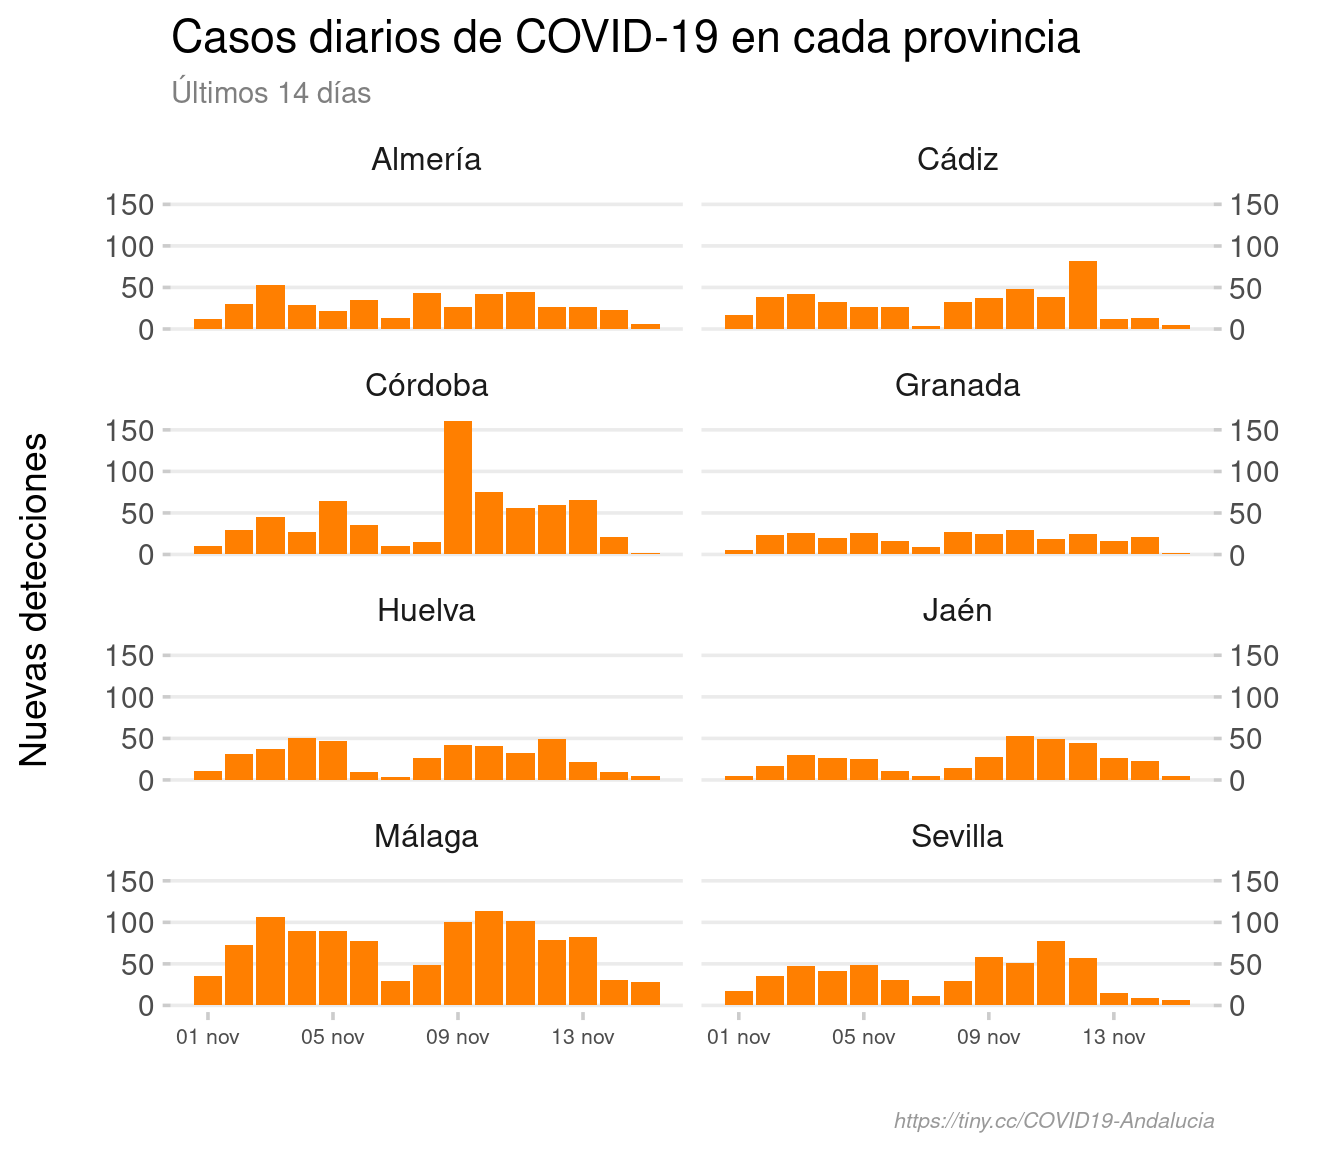 Casos diarios de COVID-19 en cada provincia
Últimos 14 días
Nuevas detecciones
Almería
Cádiz
150
100
50
0
150
100
50
0
Córdoba
Granada
150
100
50
0
150
100
50
0
Huelva
Jaén
150
100
50
0
150
100
50
0
Málaga
Sevilla
150
100
50
0
150
100
50
0
01 nov 05 nov 09 nov 13 nov
01 nov 05 nov 09 nov 13 nov
https://tiny.cc/COVID19-Andalucia